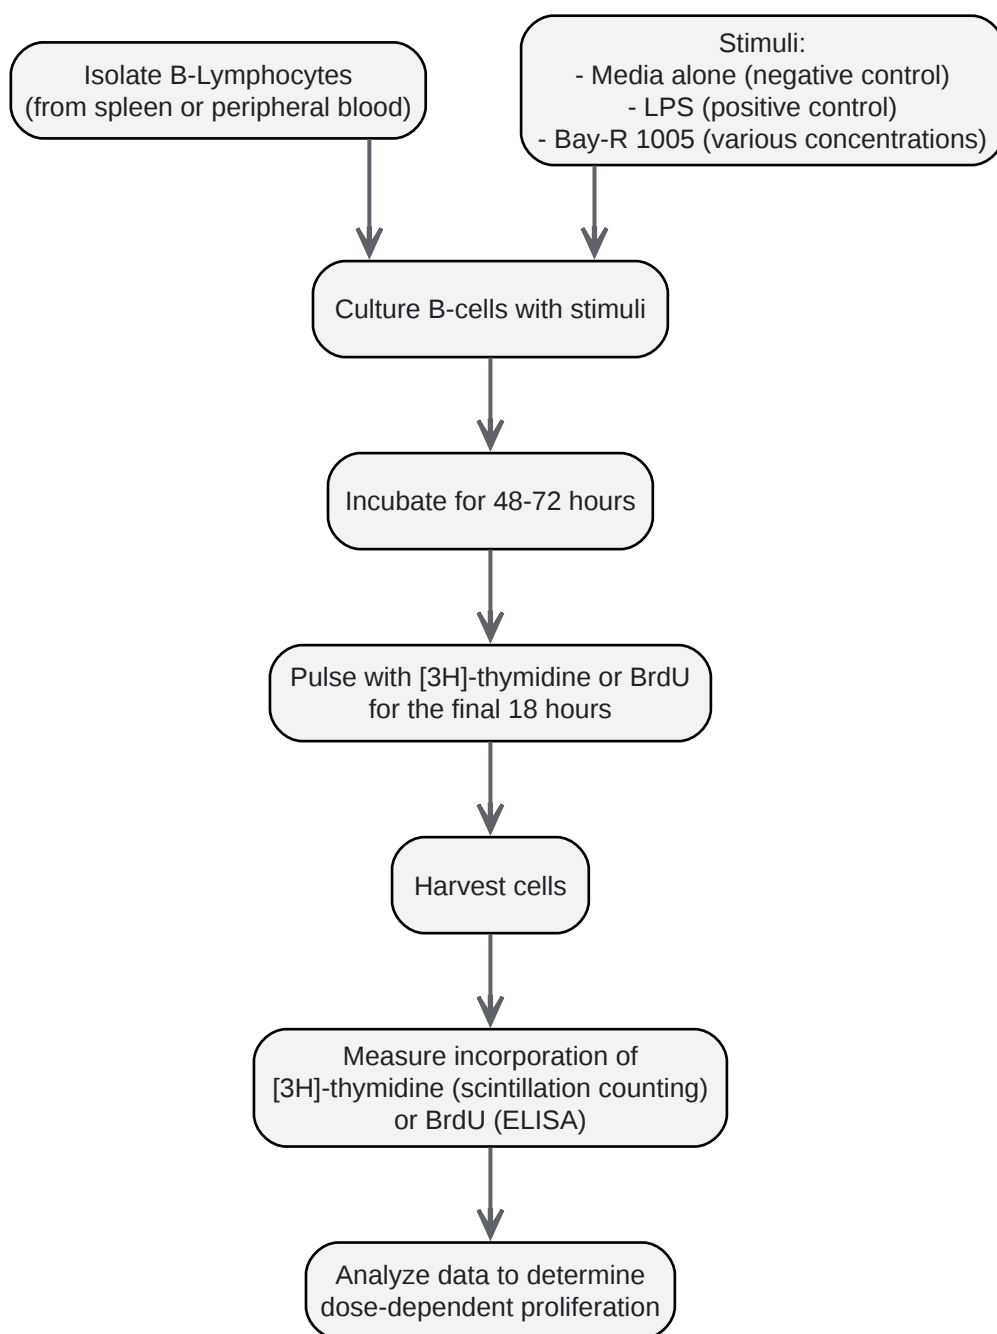 Isolate B-Lymphocytes
(from spleen or peripheral blood)
Stimuli:
- Media alone (negative control)
- LPS (positive control)
- Bay-R 1005 (various concentrations)
Culture B-cells with stimuli
Incubate for 48-72 hours
Pulse with [3H]-thymidine or BrdU
for the final 18 hours
Harvest cells
Measure incorporation of
[3H]-thymidine (scintillation counting)
or BrdU (ELISA)
Analyze data to determine
dose-dependent proliferation